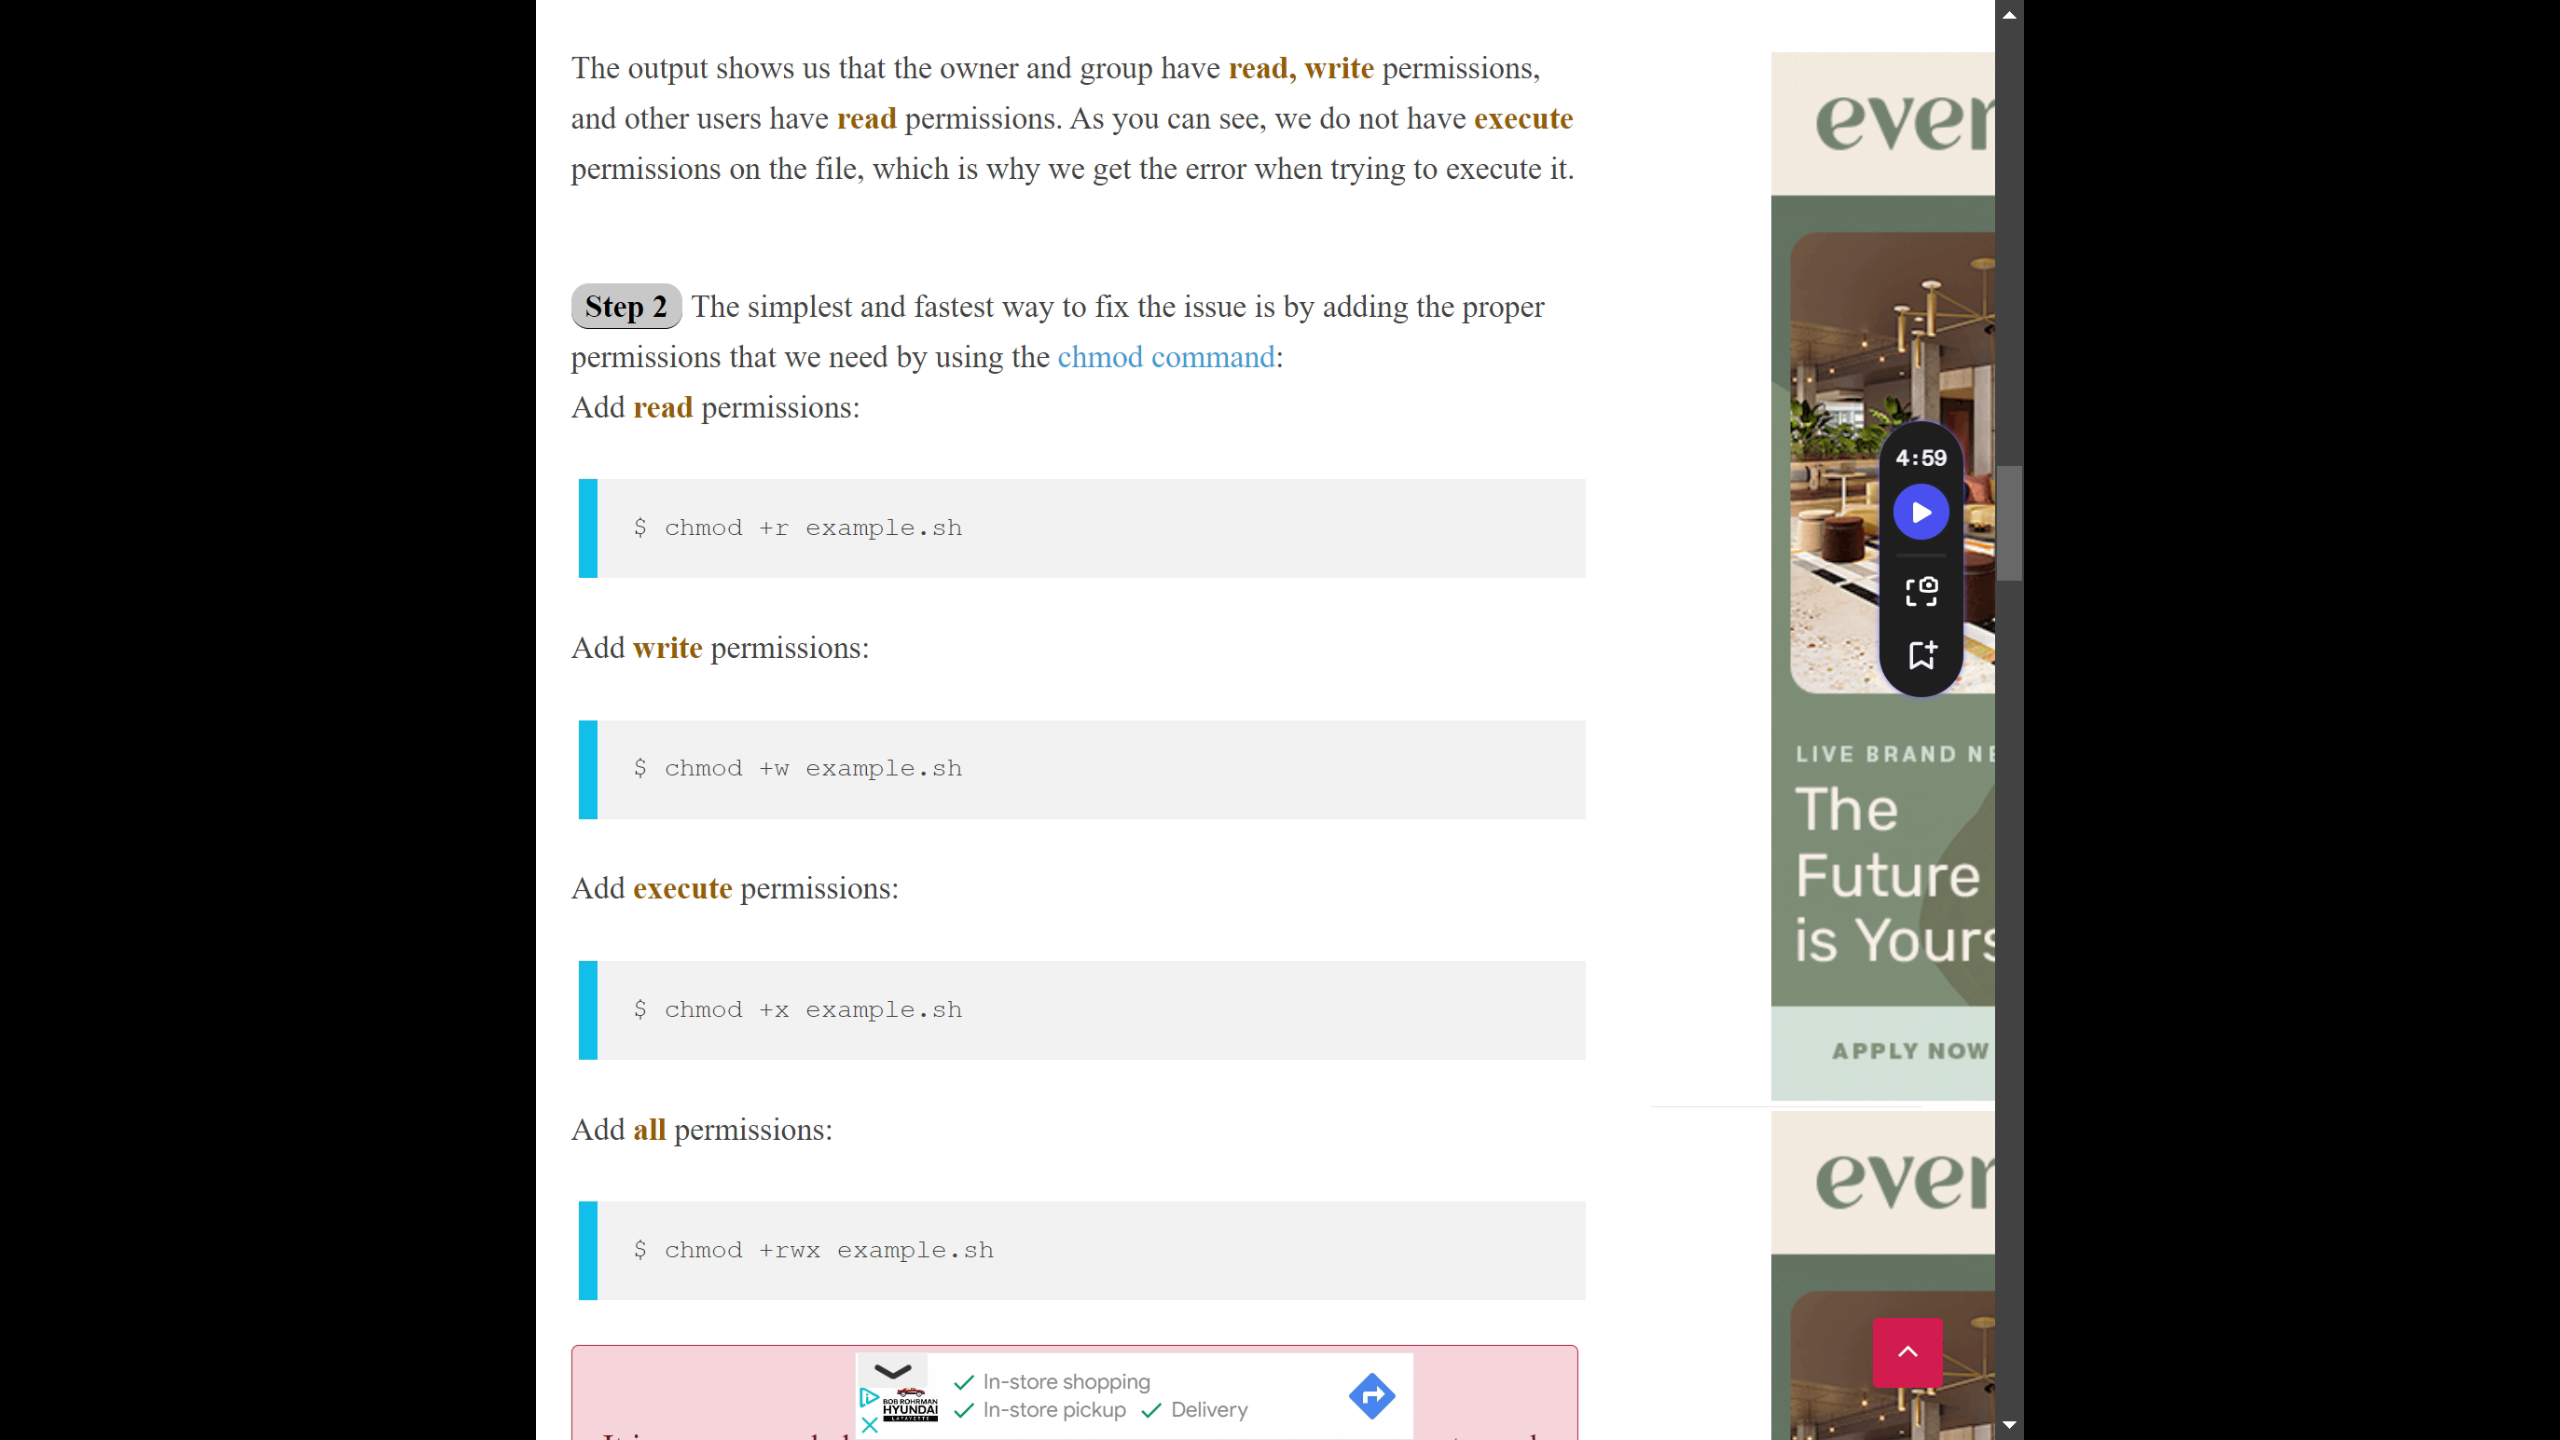 The output shows us that the owner and group have read, write permissions,
and other users have read permissions. As you can see, we do not have execute
permissions on the file, which is why we get the error when trying to execute it.
Step 2 The simplest and fastest way to fix the issue is by adding the proper
permissions that we need by using the chmod command:
Add read permissions:
$ chmod +r example.sh
Add write permissions:
$ chmod +w example.sh
Add execute permissions:
$ chmod +x example.sh
Add all permissions:
$ chmod +rwx example.sh
In-store shopping
In-store pickup Delivery
BOB ROHRMAN
HYUNDAI
LAFAYETTE
ever
4:59
LIVE BRAND NE
The
Future
is Yours
APPLY NOW
ever